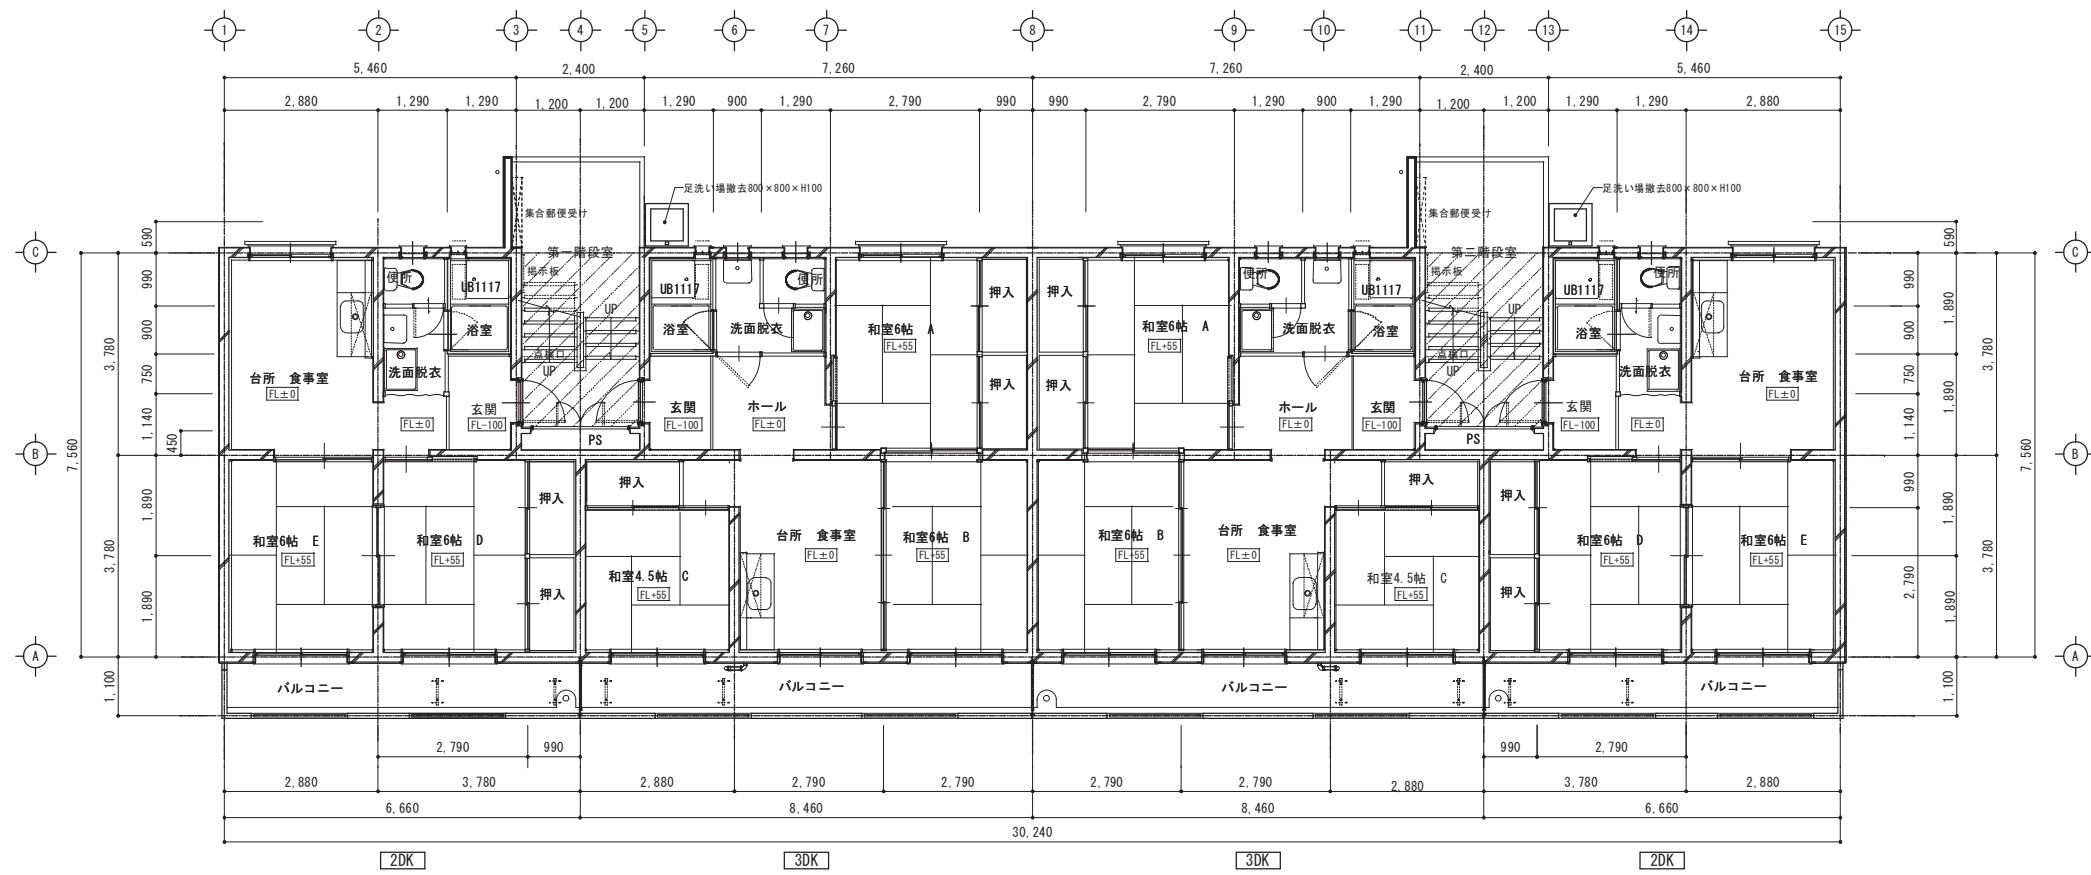 1 2 3 4 5 6 7 8 9 10 11 12 13 14 15
5,460 2,400 7,260 7,260 2,400 5,460
2,880 1,290 1,290 1,200 1,200 1,290 900 1,290 2,790 990 990 2,790 1,290 900 1,290 1,200 1,200 1,290 1,290 2,880
足洗い場撤去800×800×H100 足洗い場撤去800×800×H100
集合郵便受け 集合郵便受け
590 590
C 第一階段室 第二階段室 C
掲示板 掲示板
便所 便所 便所 便所
990 UB1117 UB1117 押入 押入 UB1117 UB1117 990
1,890
UP UP
900 浴室 浴室 洗面脱衣 和室6帖 A 和室6帖 A 洗面脱衣 浴室 浴室 900
FL+55 FL+55
3,780 点検口 点検口 3,780
UP UP
750 台所 食事室 洗面脱衣 押入 押入 洗面脱衣 台所 食事室 750
FL±0 FL±0
玄関 玄関 ホール ホール 玄関 玄関
FL±0 FL-100 FL-100 FL±0 FL±0 FL-100 FL-100 FL±0
1,140 450 1,890 1,140
PS PS
B B
7,560 7,560
押入 押入 押入 押入 990
1,890 1,890
和室6帖 E 和室6帖 D 台所 食事室 和室6帖 B 和室6帖 B 台所 食事室 和室6帖 D 和室6帖 E
FL+55 FL+55 FL±0 FL+55 FL+55 FL±0 FL+55 FL+55
3,780 3,780
和室4.5帖 C 和室4.5帖 C
FL+55 FL+55
押入 押入
1,890 2,790 1,890
A A
バルコニー バルコニー バルコニー バルコニー
1,100 1,100
2,790 990 990 2,790
2,880 3,780 2,880 2,790 2,790 2,790 2,790 2,880 3,780 2,880
6,660 8,460 8,460 6,660
30,240
2DK 3DK 3DK 2DK